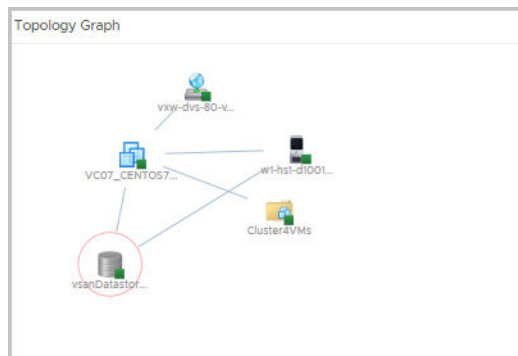 Topology Graph
vxw-dvs-80-v...
VC07_CENTOS7...
w1-hs1-d1001...
Cluster4VMs
vsanDatastor...